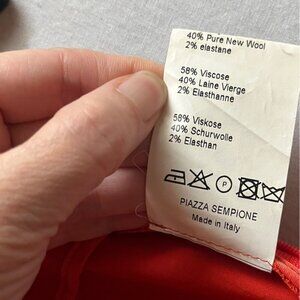 40% Pure New Wool
2% elastane
58% Viscose
40% Laine Vierge
2% Elasthanne
58% Viskose
40% Schurwolle
2% Elasthan
P
PIAZZA SEMPIONE
Made in Italy